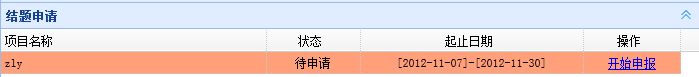 结题申请
项目名称 状态 起止日期 操作
zly 待申请 [2012-11-07]-[2012-11-30] 开始申报